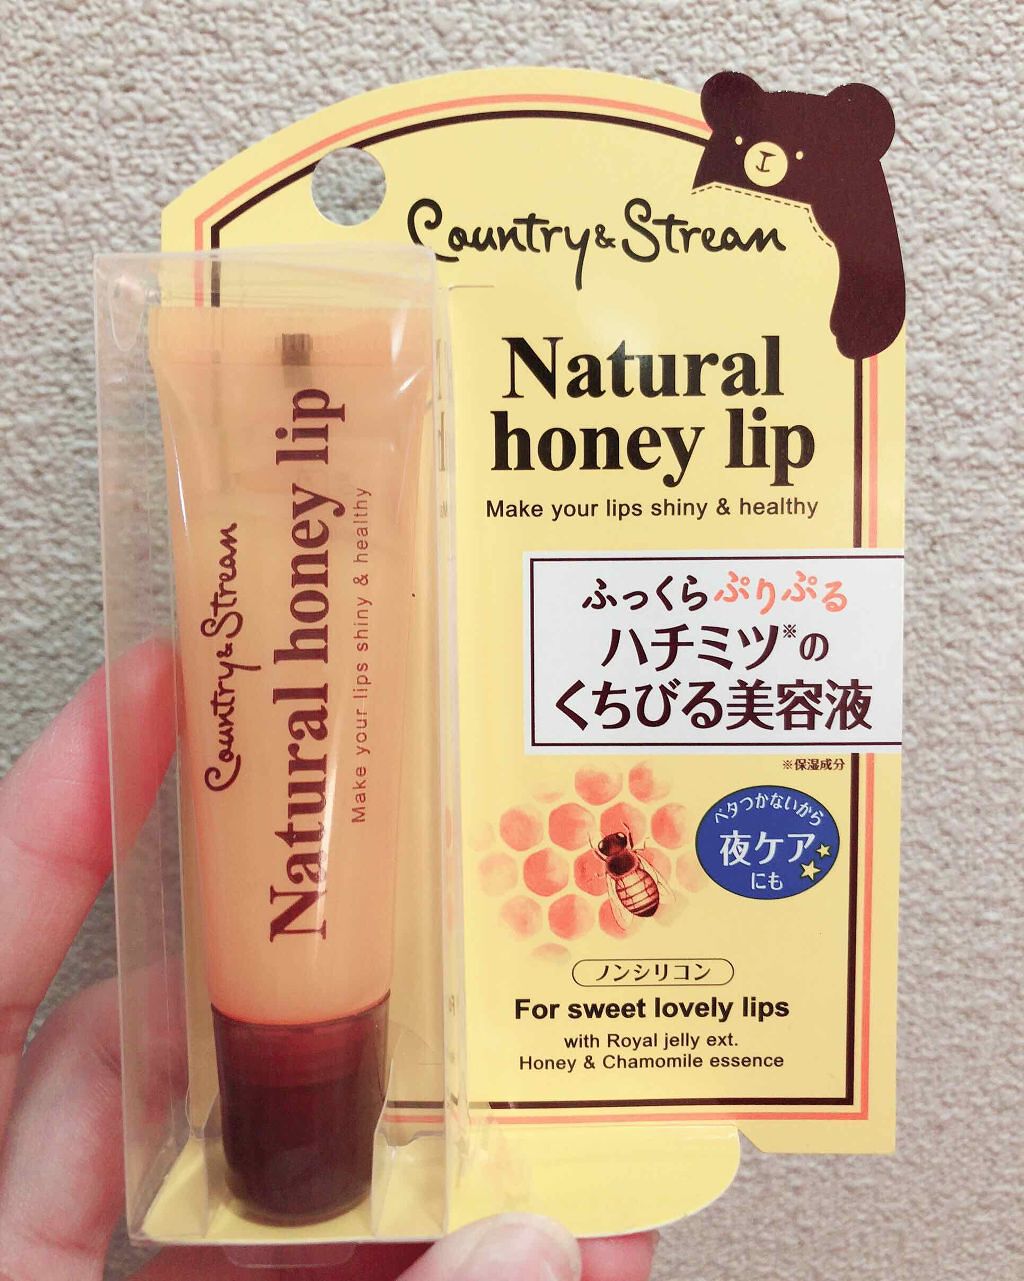 Country & Stream
Natural
honey lip
Make your lips shiny & healthy
ふっくらぷりぷる
ハチミツ※の
くちびる美容液
※保湿成分
ベタつかないから
夜ケア
にも
ノンシリコン
For sweet lovely lips
with Royal jelly ext.
Honey & Chamomile essence
Country & Stream
Natural honey lip
Make your lips shiny & healthy